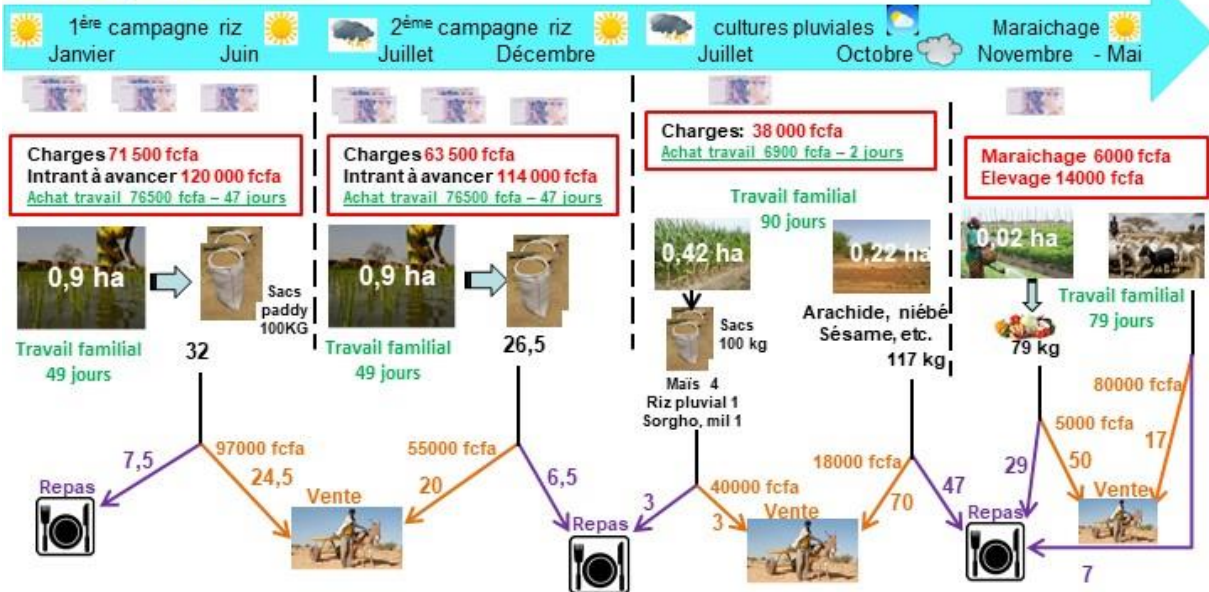 1ère campagne riz
Janvier Juin
2ème campagne riz
Juillet Décembre
cultures pluviales
Juillet Octobre
Maraichage
Novembre - Mai
Charges 71 500 fcfa
Intrant à avancer 120 000 fcfa
Achat travail 76500 fcfa – 47 jours
Charges 63 500 fcfa
Intrant à avancer 114 000 fcfa
Achat travail 76500 fcfa – 47 jours
Charges: 38 000 fcfa
Achat travail 6900 fcfa – 2 jours
Maraichage 6000 fcfa
Elevage 14000 fcfa
0,9 ha
Sacs
paddy
100KG
Travail familial
49 jours
32
0,9 ha
Travail familial
49 jours
26,5
Travail familial
90 jours
0,42 ha
0,22 ha
Sacs
100 kg
Maïs 4
Riz pluvial 1
Sorgho, mil 1
Arachide, niébé
Sésame, etc.
117 kg
0,02 ha
Travail familial
79 jours
79 kg
7,5
97000 fcfa
24,5
Repas
Vente
55000 fcfa
20
6,5
Repas
3
40000 fcfa
3
Vente
18000 fcfa
70
47
Repas
29
5000 fcfa
50
80000 fcfa
17
Vente
7